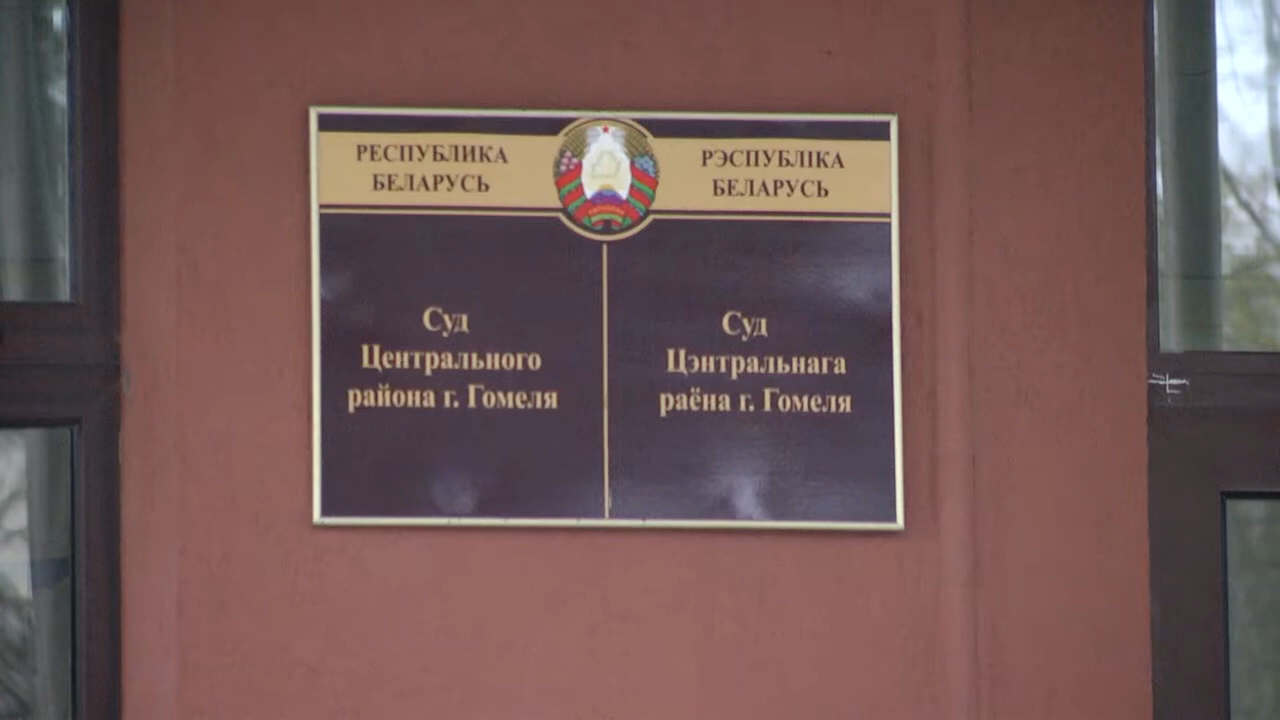 РЕСПУБЛИКА
БЕЛАРУСЬ
РЭСПУБЛІКА
БЕЛАРУСЬ
Суд
Центрального
района г. Гомеля
Суд
Цэнтральнага
раёна г. Гомеля